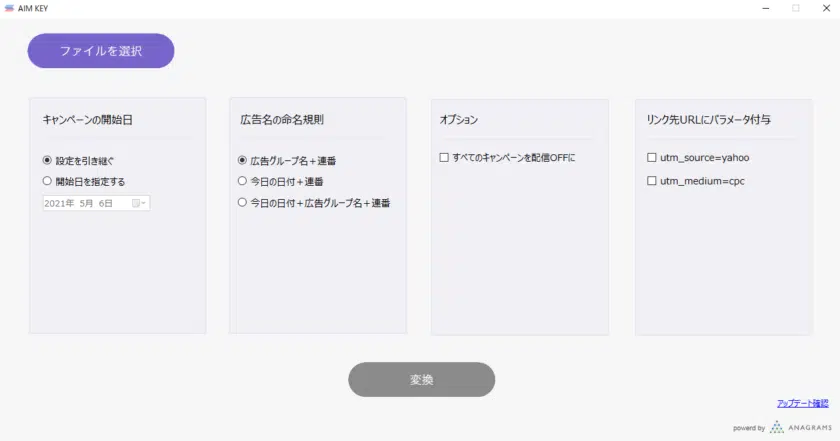 AIM KEY
ファイルを選択
キャンペーンの開始日
設定を引き継ぐ
開始日を指定する
2021年 5月 6日
広告名の命名規則
広告グループ名＋連番
今日の日付＋連番
今日の日付＋広告グループ名＋連番
オプション
すべてのキャンペーンを配信OFFに
リンク先URLにパラメータ付与
utm_source=yahoo
utm_medium=cpc
変換
アップデート確認
powerd by ANAGRAMS